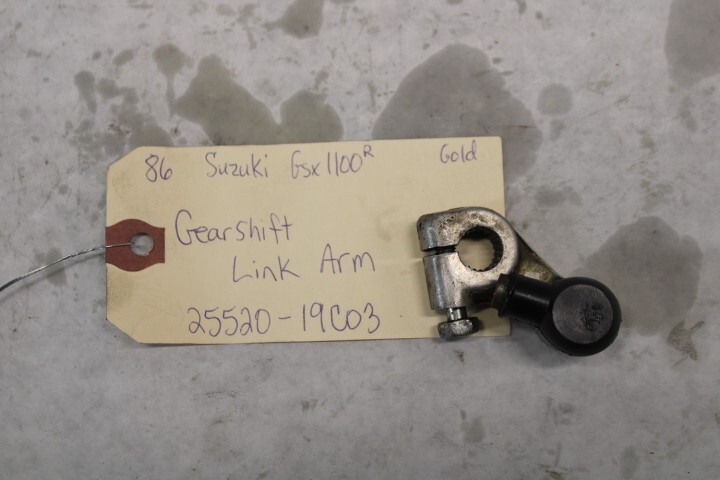 86 Suzuki Gsx1100R Gold
Gearshift
Link Arm
25520-19C03